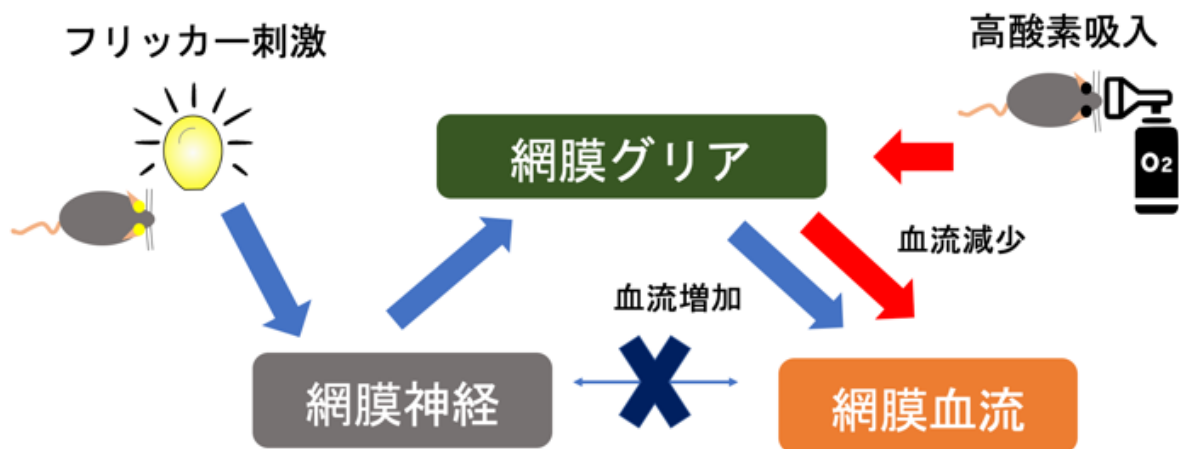 フリッカー刺激
高酸素吸入
網膜グリア
O₂
血流減少
血流増加
網膜神経
網膜血流